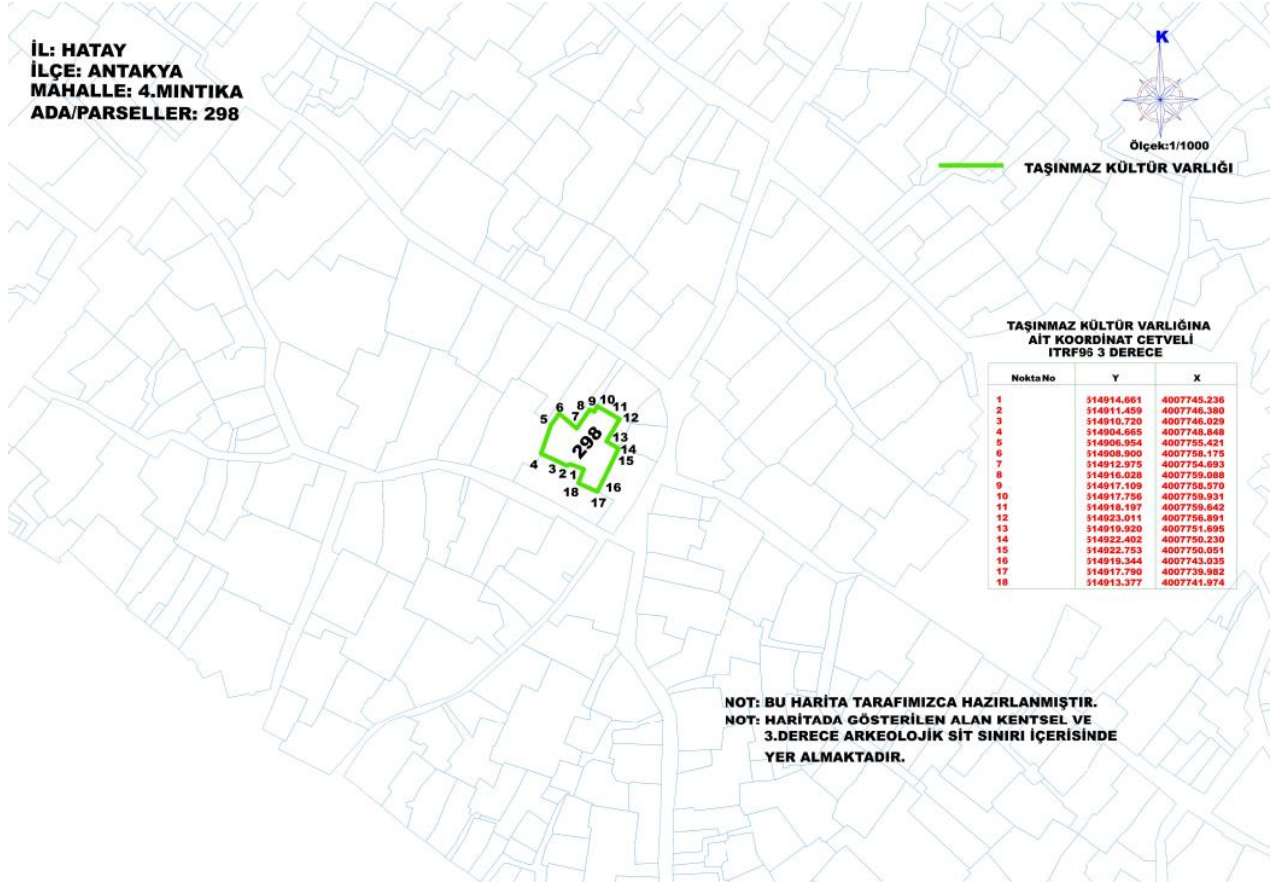 İL: HATAY
İLÇE: ANTAKYA
MAHALLE: 4.MINTIKA
ADA/PARSELLER: 298
K
Ölçek:1/1000
TAŞINMAZ KÜLTÜR VARLIĞI
TAŞINMAZ KÜLTÜR VARLIĞINA
AİT KOORDİNAT CETVELİ
ITRF96 3 DERECE
Nokta No Y X
1 514914.661 4007745.236
2 514911.459 4007746.380
3 514910.720 4007746.029
4 514904.665 4007748.848
5 514906.954 4007755.421
6 514908.900 4007758.175
7 514912.975 4007754.693
8 514916.028 4007759.088
9 514917.109 4007758.570
10 514917.756 4007759.931
11 514918.197 4007759.642
12 514923.011 4007756.891
13 514919.920 4007751.695
14 514922.402 4007750.230
15 514922.753 4007750.051
16 514919.344 4007743.035
17 514917.790 4007739.982
18 514913.377 4007741.974
6
8
9
10
11
5
7
12
298
13
14
15
4
3
2
1
16
18
17
NOT: BU HARİTA TARAFIMIZCA HAZIRLANMIŞTIR.
NOT: HARİTADA GÖSTERİLEN ALAN KENTSEL VE
3.DERECE ARKEOLOJİK SİT SINIRI İÇERİSİNDE
YER ALMAKTADIR.